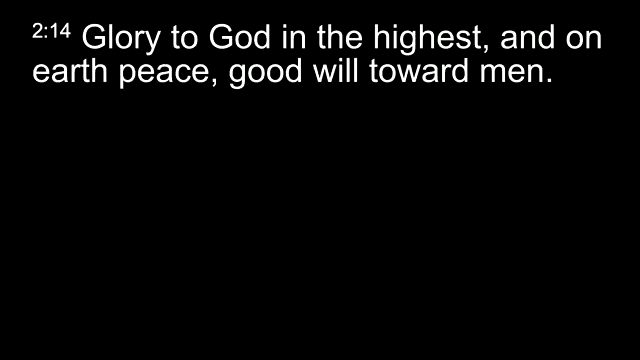 2:14 Glory to God in the highest, and on
earth peace, good will toward men.